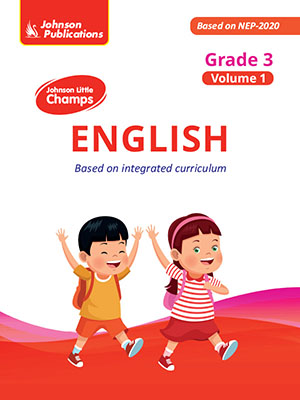 Johnson
Publications
Based on NEP-2020
Grade 3
Volume 1
Johnson Little
Champs
ENGLISH
Based on integrated curriculum